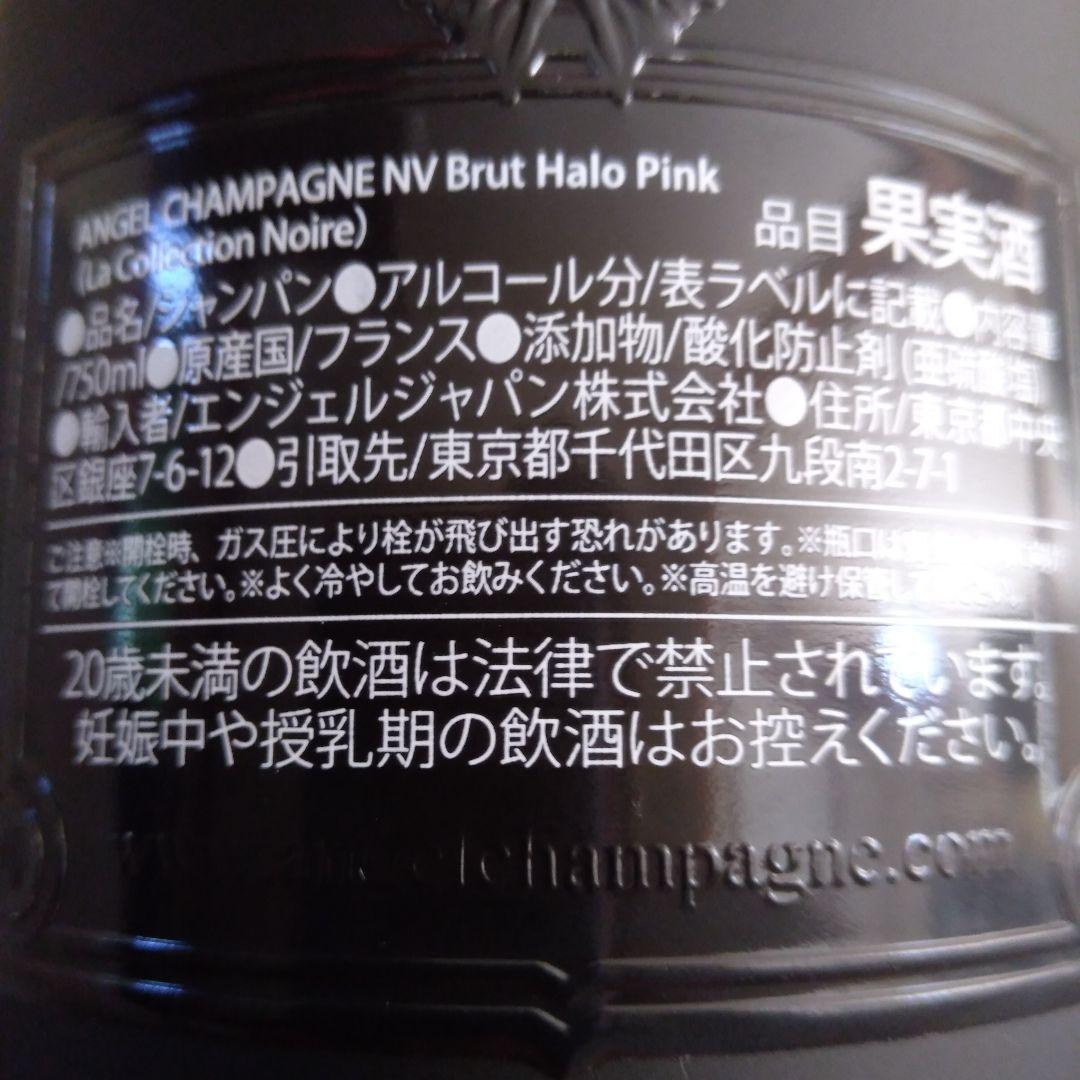 ANGEL CHAMPAGNE NV Brut Halo Pink
(La Collection Noire)
品目 果実酒
●品名/シャンパン●アルコール分/表ラベルに記載●内容量
/750ml●原産国/フランス●添加物/酸化防止剤(亜硫酸塩)
●輸入者/エンジェルジャパン株式会社●住所/東京都中央
区銀座7-6-12●引取先/東京都千代田区九段南2-7-1
ご注意※開栓時、ガス圧により栓が飛び出す恐れがあります。※瓶口は
て開栓してください。※よく冷やしてお飲みください。※高温を避け保管し
20歳未満の飲酒は法律で禁止されています。
妊娠中や授乳期の飲酒はお控えください。
angelchampagne.com